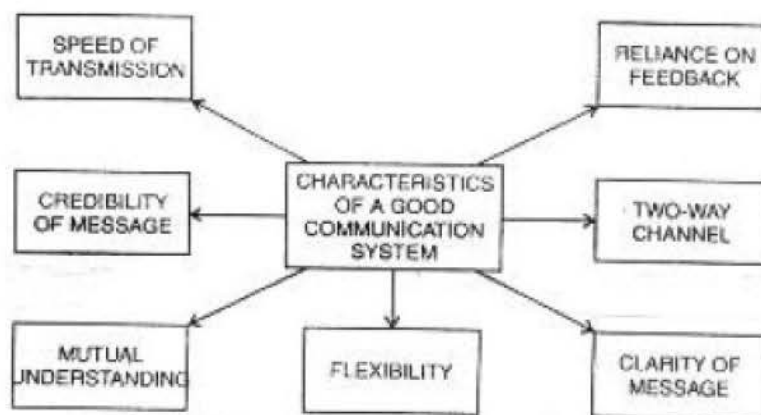 SPEED OF
TRANSMISSION
RELIANCE ON
FEEDBACK
CHARACTERISTICS
OF A GOOD
COMMUNICATION
SYSTEM
CREDIBILITY
OF MESSAGE
TWO-WAY
CHANNEL
MUTUAL
UNDERSTANDING
FLEXIBILITY
CLARITY OF
MESSAGE